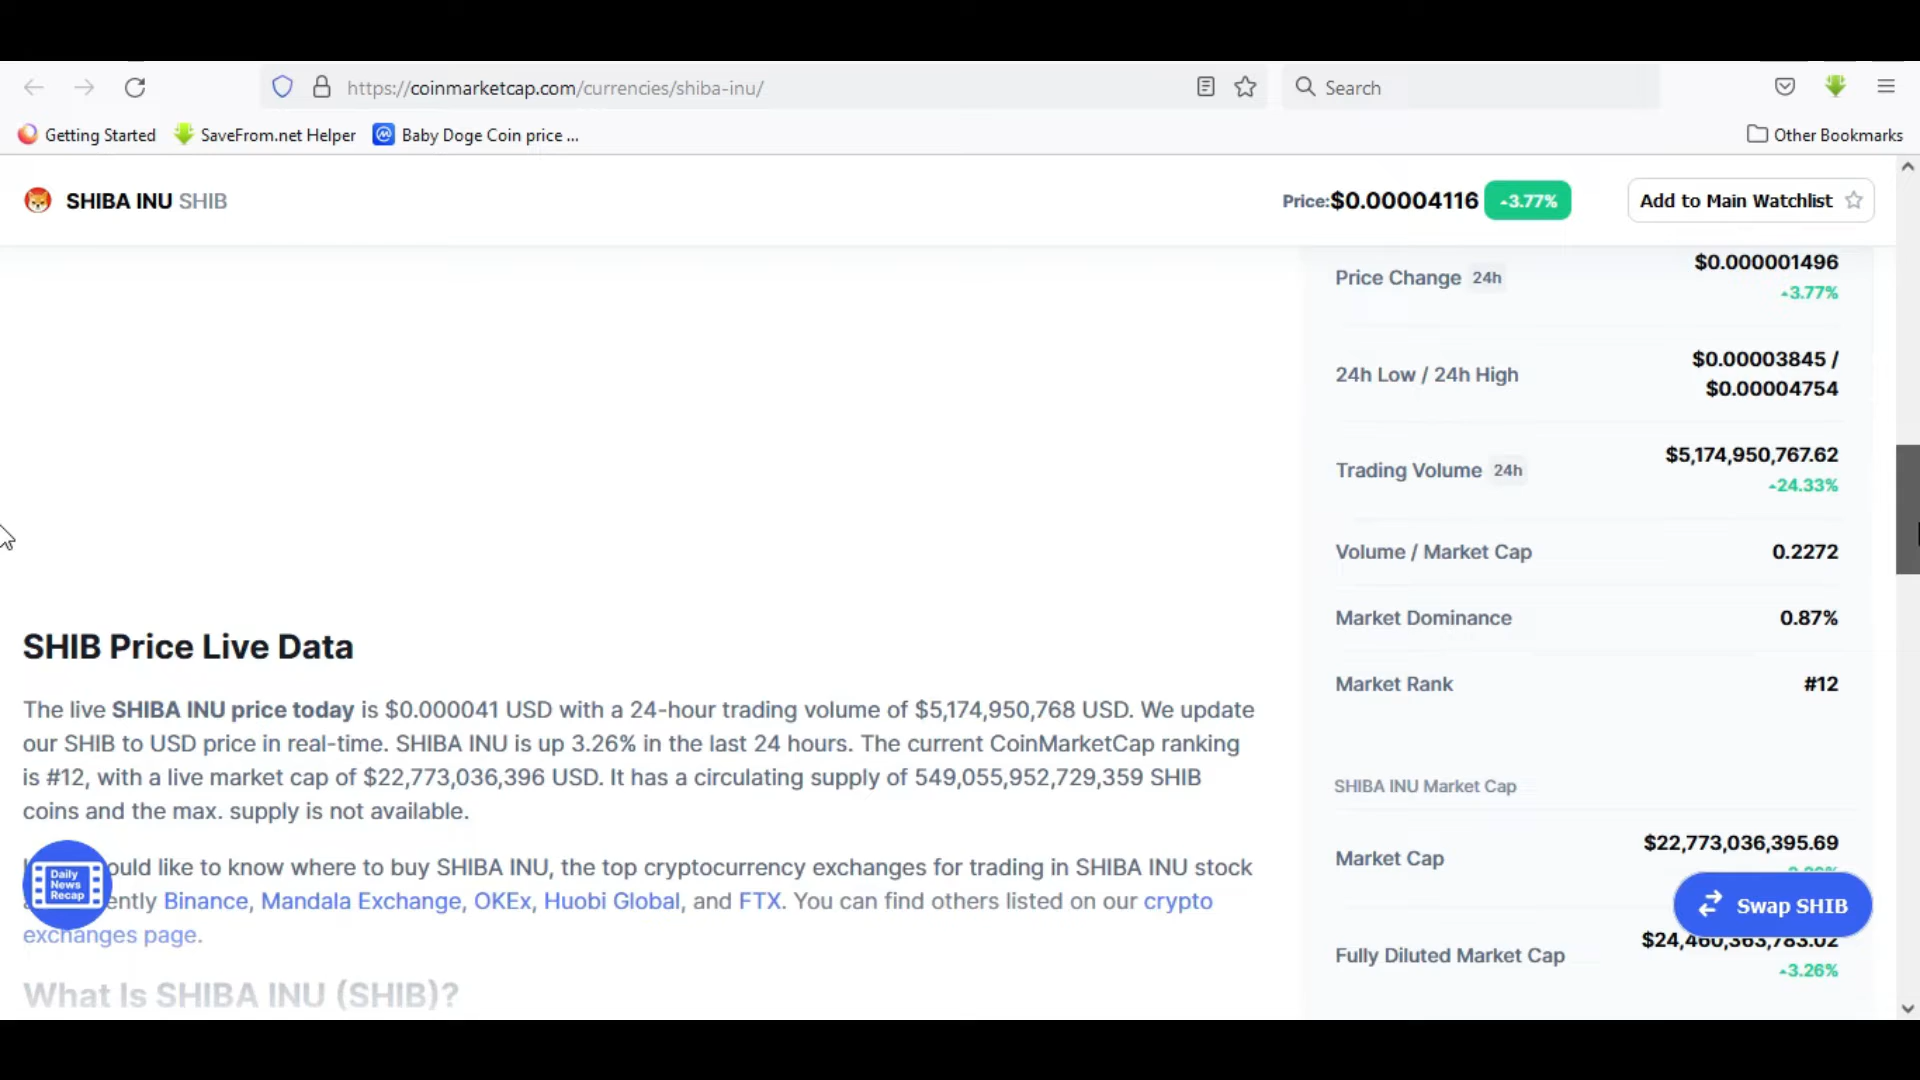 https://coinmarketcap.com/currencies/shiba-inu/
Search
Getting Started
SaveFrom.net Helper
Baby Doge Coin price ...
Other Bookmarks
SHIBA INU SHIB
Price:$0.00004116
3.77%
Add to Main Watchlist
Price Change 24h
$0.000001496
3.77%
24h Low / 24h High
$0.00003845 /
$0.00004754
Trading Volume 24h
$5,174,950,767.62
24.33%
Volume / Market Cap
0.2272
Market Dominance
0.87%
Market Rank
#12
SHIBA INU Market Cap
Market Cap
$22,773,036,395.69
Swap SHIB
Fully Diluted Market Cap
$24,460,363,783.02
3.26%
SHIB Price Live Data
The live SHIBA INU price today is $0.000041 USD with a 24-hour trading volume of $5,174,950,768 USD. We update
our SHIB to USD price in real-time. SHIBA INU is up 3.26% in the last 24 hours. The current CoinMarketCap ranking
is #12, with a live market cap of $22,773,036,396 USD. It has a circulating supply of 549,055,952,729,359 SHIB
coins and the max. supply is not available.
ould like to know where to buy SHIBA INU, the top cryptocurrency exchanges for trading in SHIBA INU stock
ently Binance, Mandala Exchange, OKEx, Huobi Global, and FTX. You can find others listed on our crypto
exchanges page.
Daily
News
Recap
What Is SHIBA INU (SHIB)?